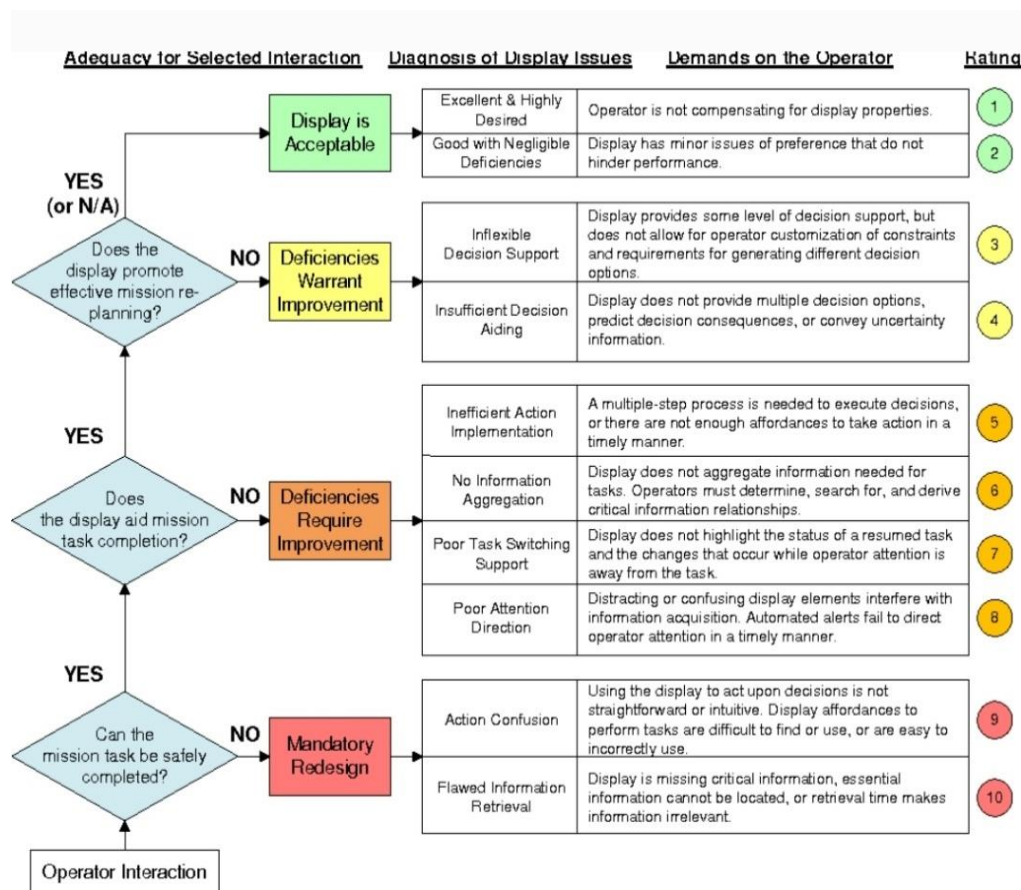 Adequacy for Selected Interaction
Diagnosis of Display Issues
Demands on the Operator
Rating
Display is
Acceptable
Excellent & Highly
Desired
Operator is not compensating for display properties.
1
Good with Negligible
Deficiencies
Display has minor issues of preference that do not
hinder performance.
2
YES
(or N/A)
Does the
display promote
effective mission re-
planning?
NO
Deficiencies
Warrant
Improvement
Inflexible
Decision Support
Display provides some level of decision support, but
does not allow for operator customization of constraints
and requirements for generating different decision
options.
3
Insufficient Decision
Aiding
Display does not provide multiple decision options,
predict decision consequences, or convey uncertainty
information.
4
YES
Does
the display aid mission
task completion?
NO
Deficiencies
Require
Improvement
Inefficient Action
Implementation
A multiple-step process is needed to execute decisions,
or there are not enough affordances to take action in a
timely manner.
5
No Information
Aggregation
Display does not aggregate information needed for
tasks. Operators must determine, search for, and derive
critical information relationships.
6
Poor Task Switching
Support
Display does not highlight the status of a resumed task
and the changes that occur while operator attention is
away from the task.
7
Poor Attention
Direction
Distracting or confusing display elements interfere with
information acquisition. Automated alerts fail to direct
operator attention in a timely manner.
8
YES
Can the
mission task be safely
completed?
NO
Mandatory
Redesign
Action Confusion
Using the display to act upon decisions is not
straightforward or intuitive. Display affordances to
perform tasks are difficult to find or use, or are easy to
incorrectly use.
9
Flawed Information
Retrieval
Display is missing critical information, essential
information cannot be located, or retrieval time makes
information irrelevant.
10
Operator Interaction